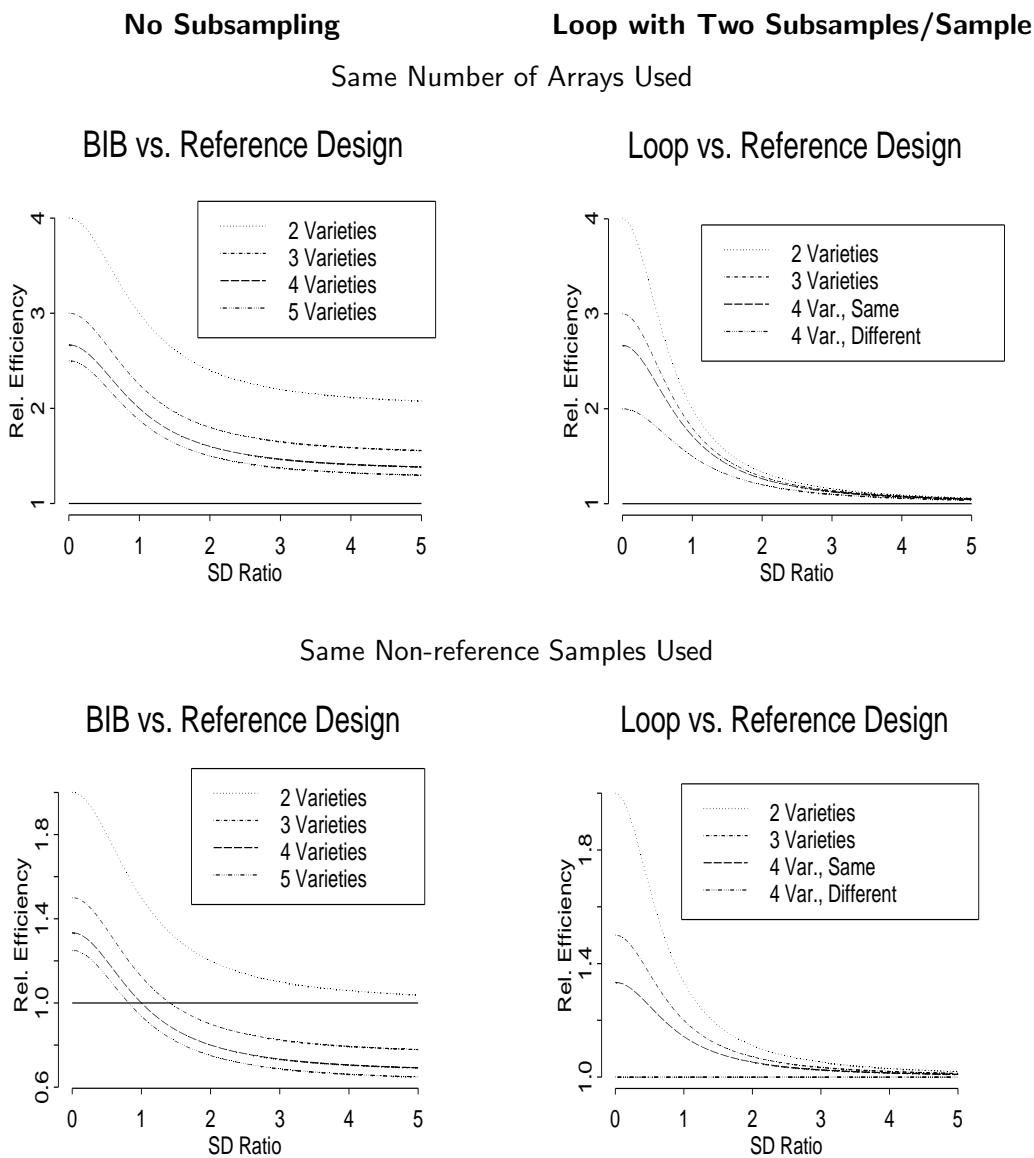 No Subsampling
Loop with Two Subsamples/Sample
Same Number of Arrays Used
BIB vs. Reference Design
Rel. Efficiency
4
3
2
1
2 Varieties
3 Varieties
4 Varieties
5 Varieties
0 1 2 3 4 5
SD Ratio
Loop vs. Reference Design
Rel. Efficiency
4
3
2
1
2 Varieties
3 Varieties
4 Var., Same
4 Var., Different
0 1 2 3 4 5
SD Ratio
Same Non-reference Samples Used
BIB vs. Reference Design
Rel. Efficiency
1.8
1.4
1.0
0.6
2 Varieties
3 Varieties
4 Varieties
5 Varieties
0 1 2 3 4 5
SD Ratio
Loop vs. Reference Design
Rel. Efficiency
1.8
1.4
1.0
2 Varieties
3 Varieties
4 Var., Same
4 Var., Different
0 1 2 3 4 5
SD Ratio